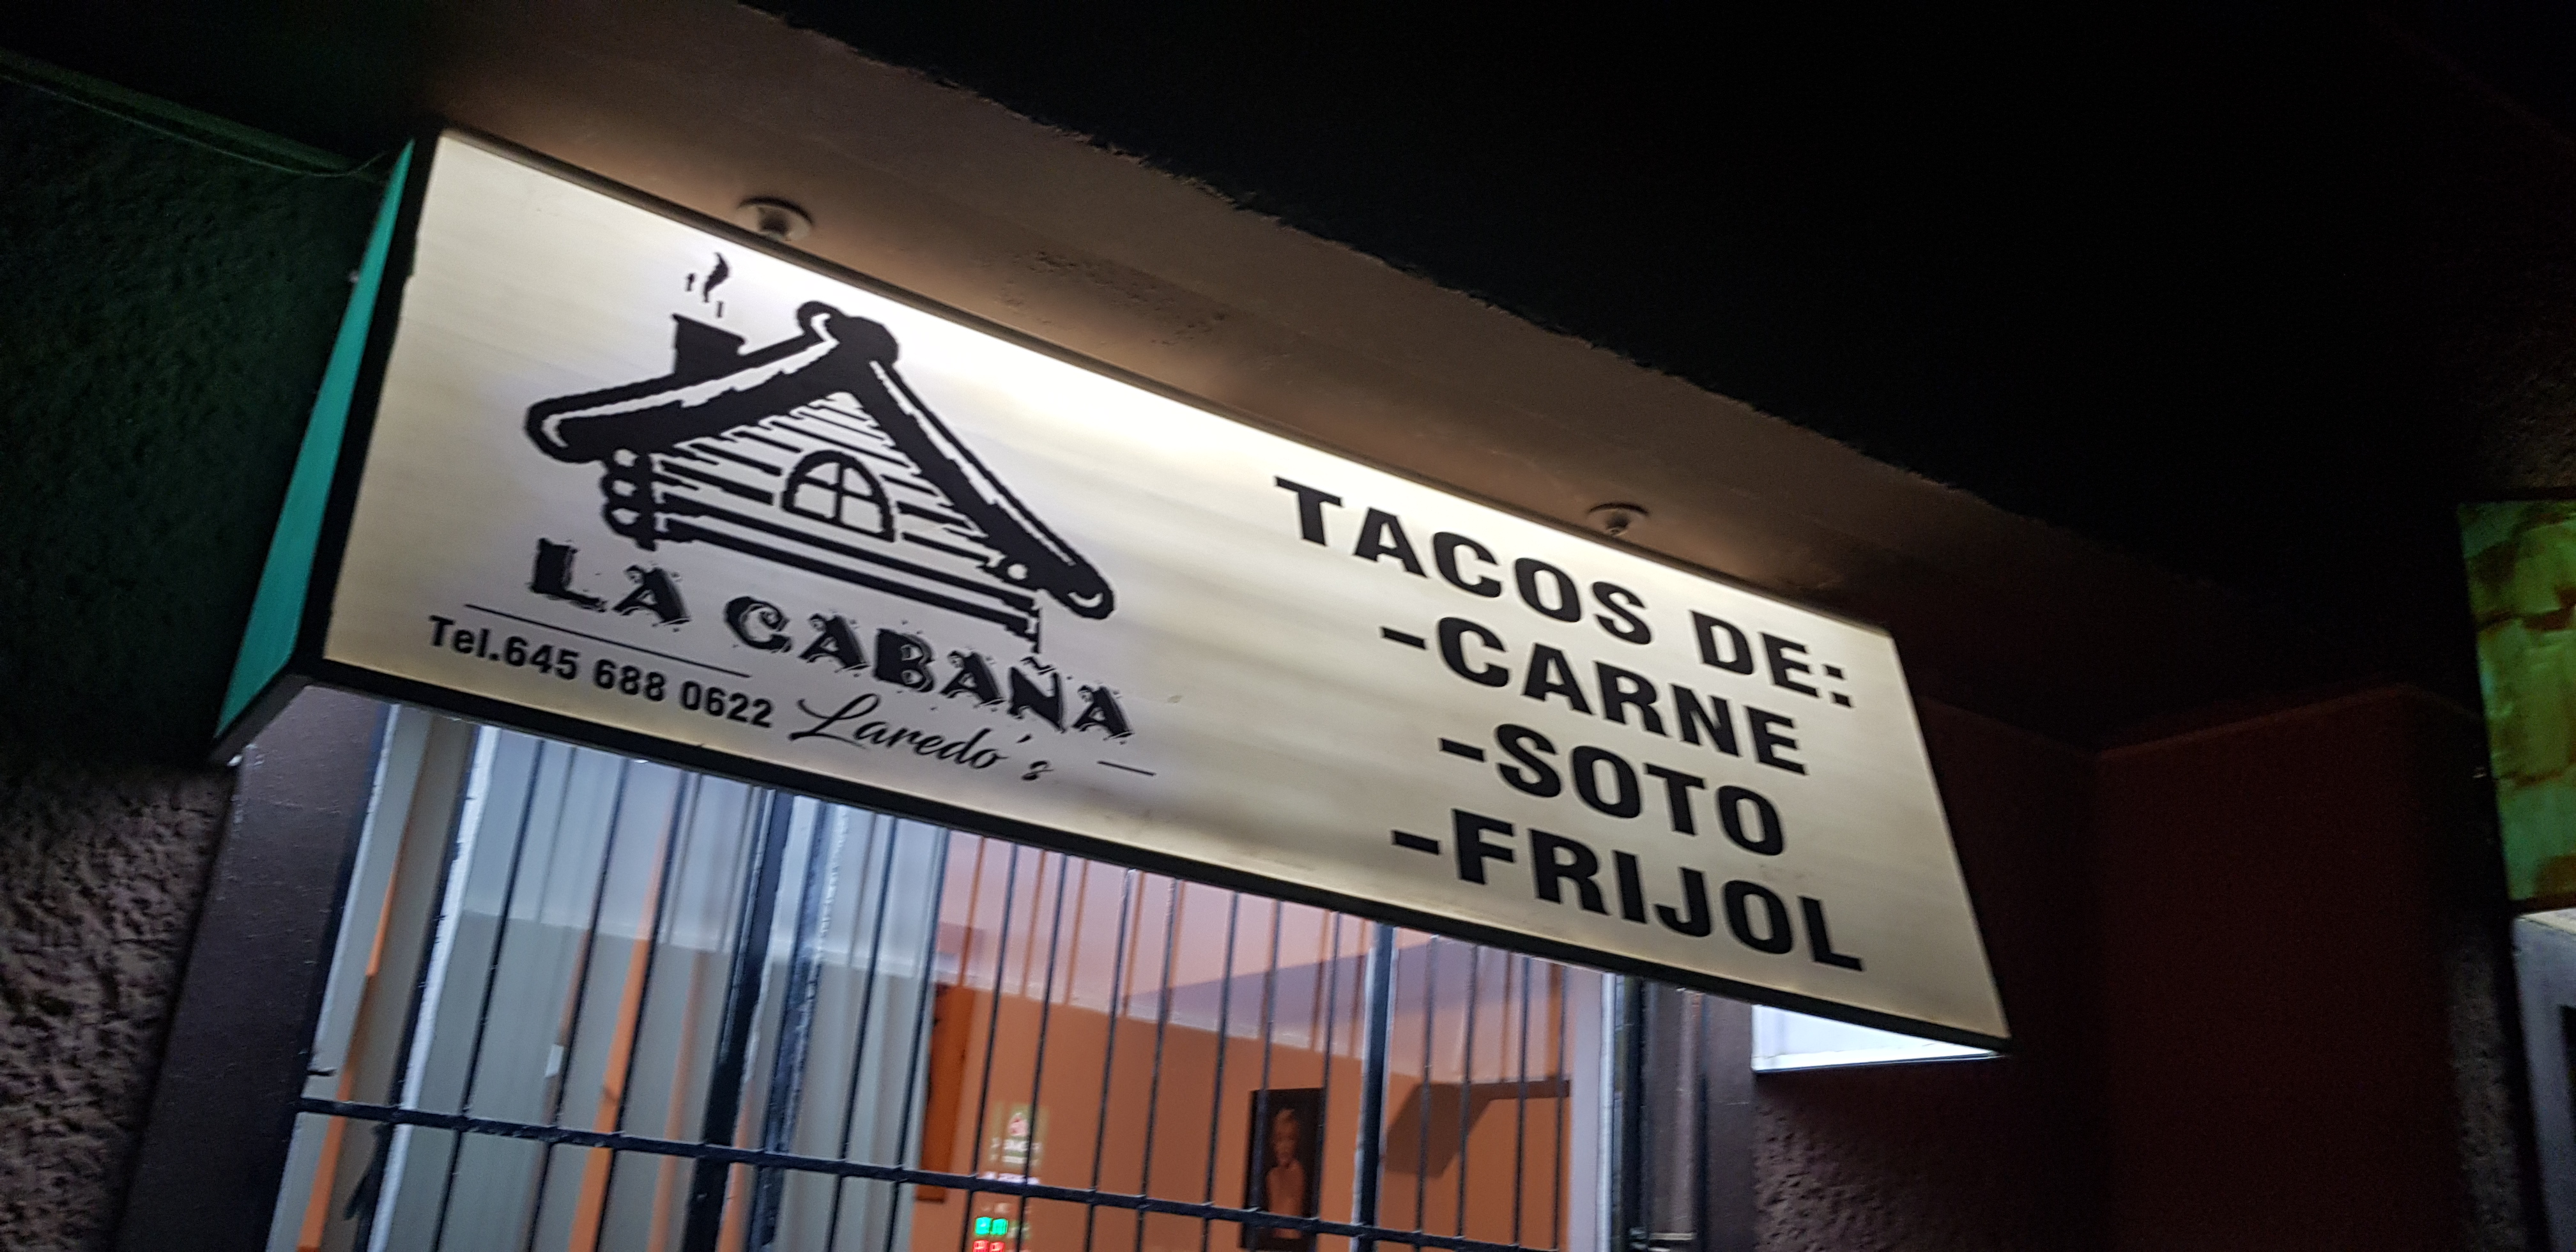 LA CABAÑA
Tel.645 688 0622
Laredo's
TACOS DE:
-CARNE
-SOTO
-FRIJOL